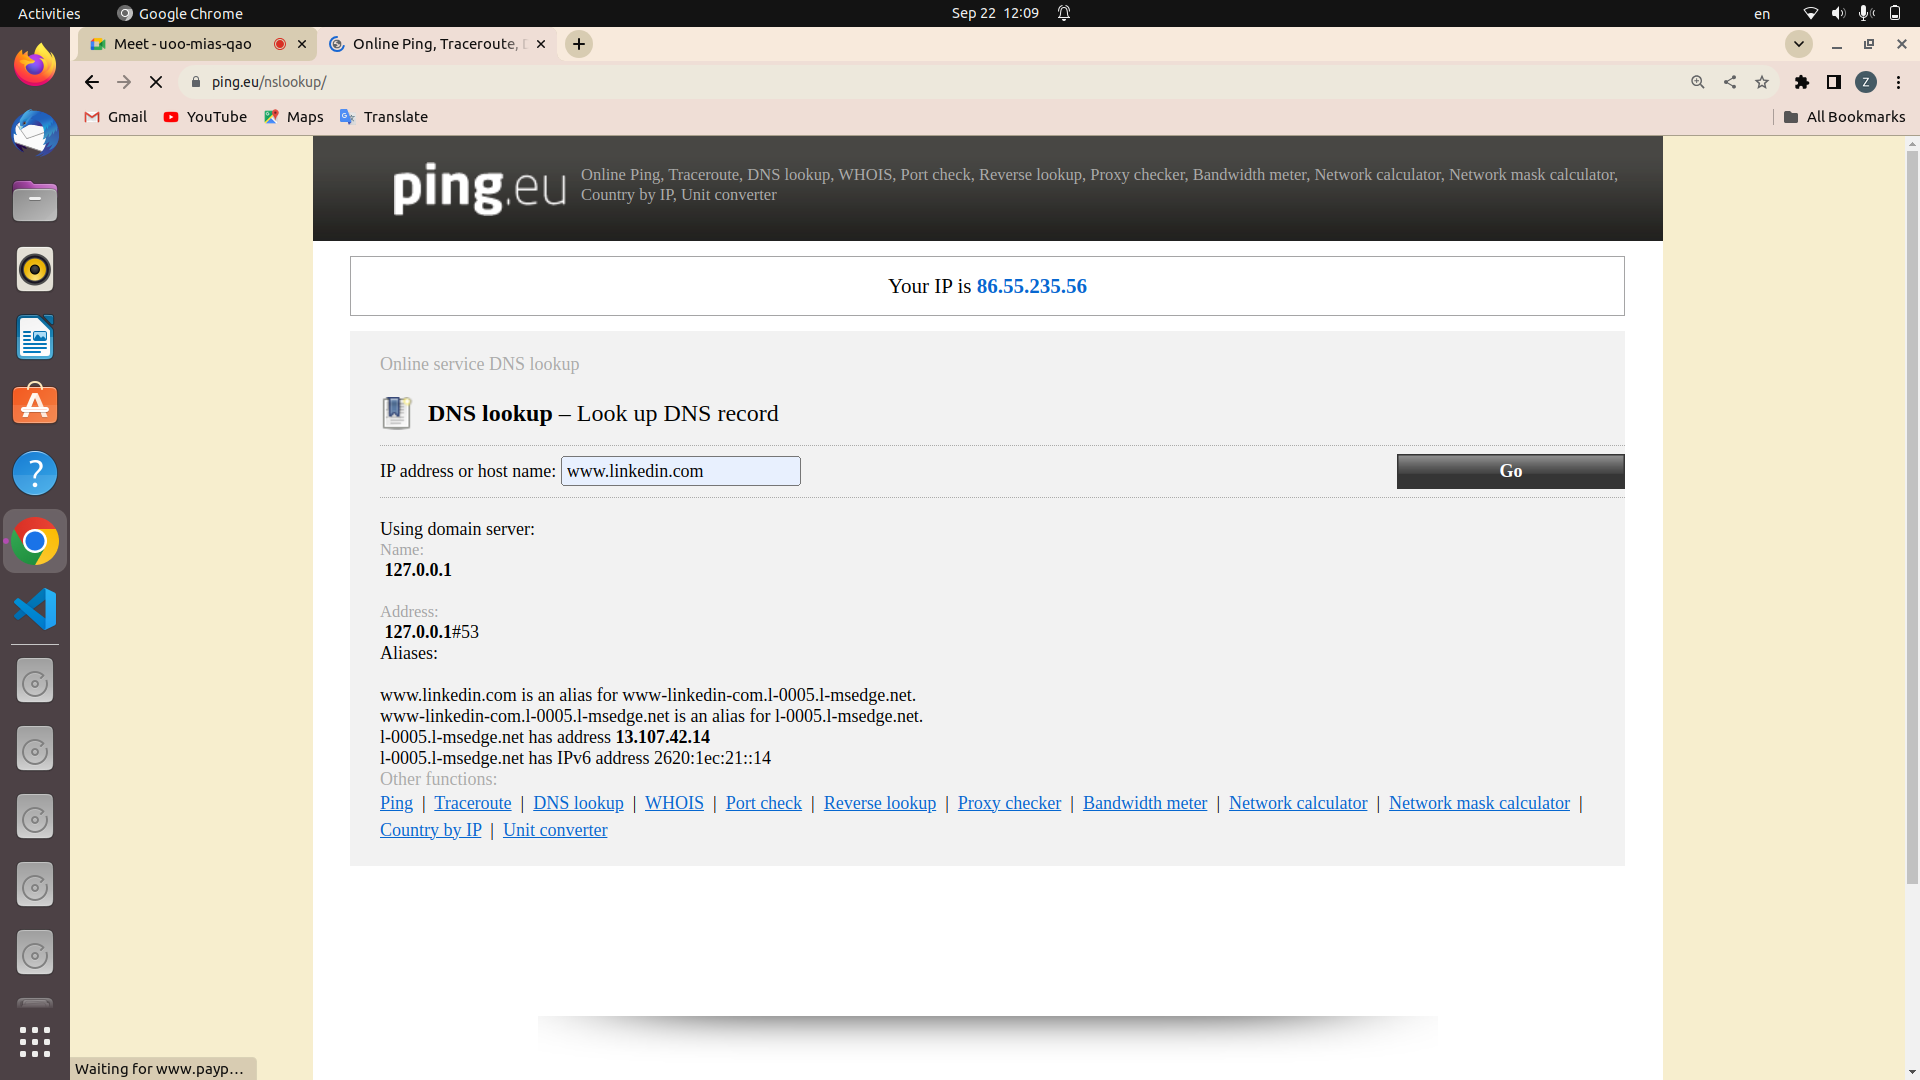 Activities
Google Chrome
Sep 22 12:09
en
Meet - uoo-mias-qao
Online Ping, Traceroute,
ping.eu/nslookup/
Z
Gmail
YouTube
Maps
Translate
All Bookmarks
ping.eu
Online Ping, Traceroute, DNS lookup, WHOIS, Port check, Reverse lookup, Proxy checker, Bandwidth meter, Network calculator, Network mask calculator,
Country by IP, Unit converter
Your IP is 86.55.235.56
Online service DNS lookup
DNS lookup – Look up DNS record
IP address or host name: www.linkedin.com
Go
Using domain server:
Name:
127.0.0.1
Address:
127.0.0.1#53
Aliases:
www.linkedin.com is an alias for www-linkedin-com.l-0005.l-msedge.net.
www-linkedin-com.l-0005.l-msedge.net is an alias for l-0005.l-msedge.net.
l-0005.l-msedge.net has address 13.107.42.14
l-0005.l-msedge.net has IPv6 address 2620:1ec:21::14
Other functions:
Ping | Traceroute | DNS lookup | WHOIS | Port check | Reverse lookup | Proxy checker | Bandwidth meter | Network calculator | Network mask calculator |
Country by IP | Unit converter
Waiting for www.payp…